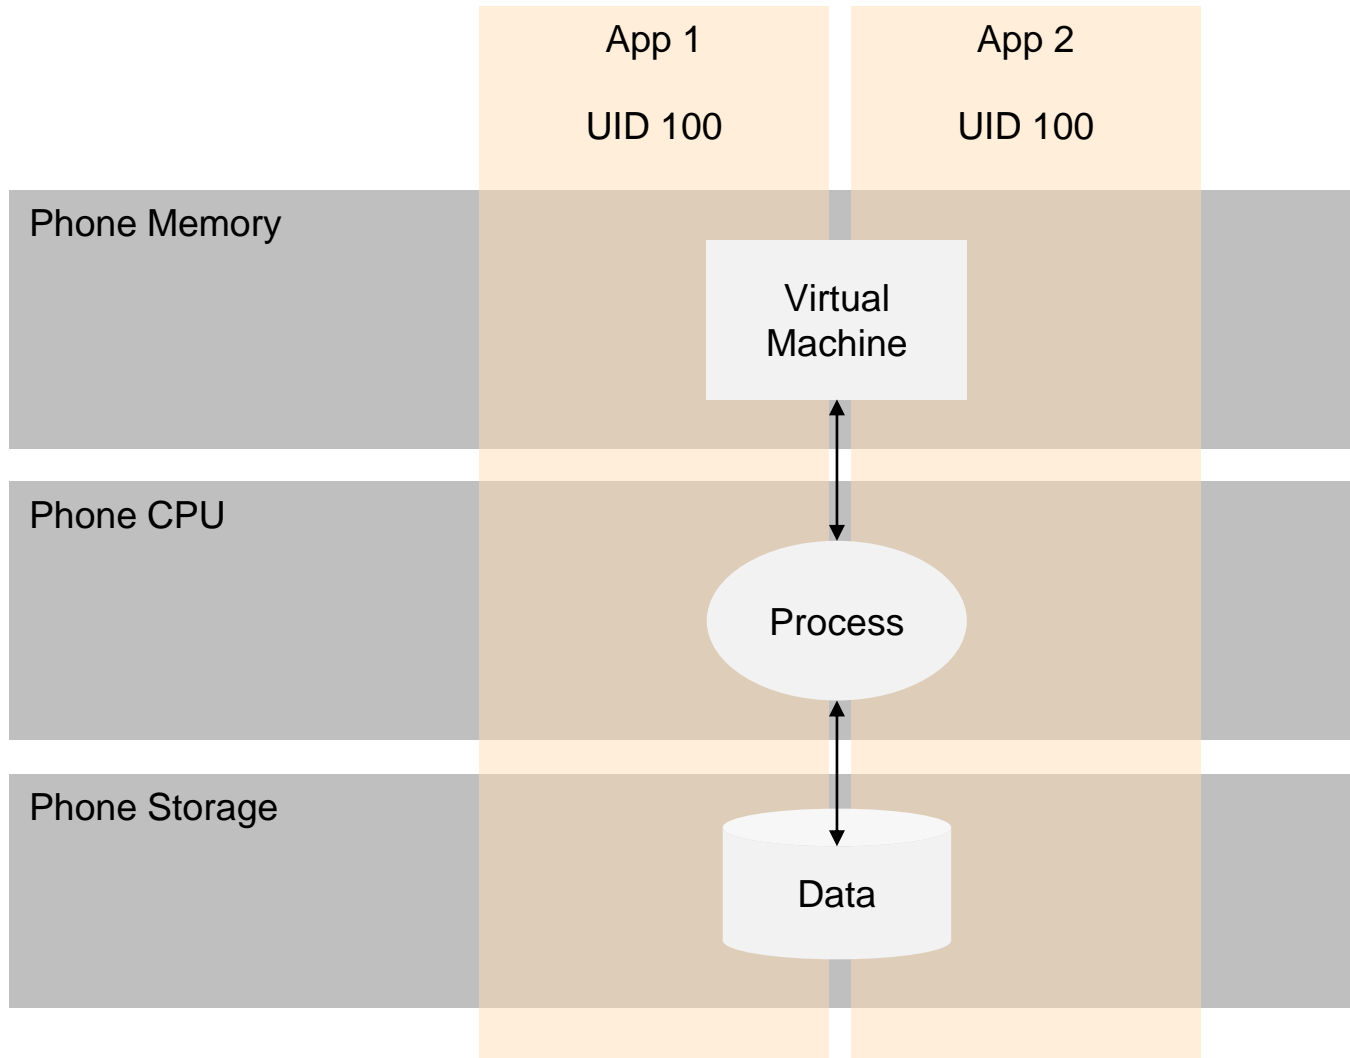 App 1
App 2
UID 100
UID 100
Phone Memory
Virtual
Machine
Phone CPU
Process
Phone Storage
Data